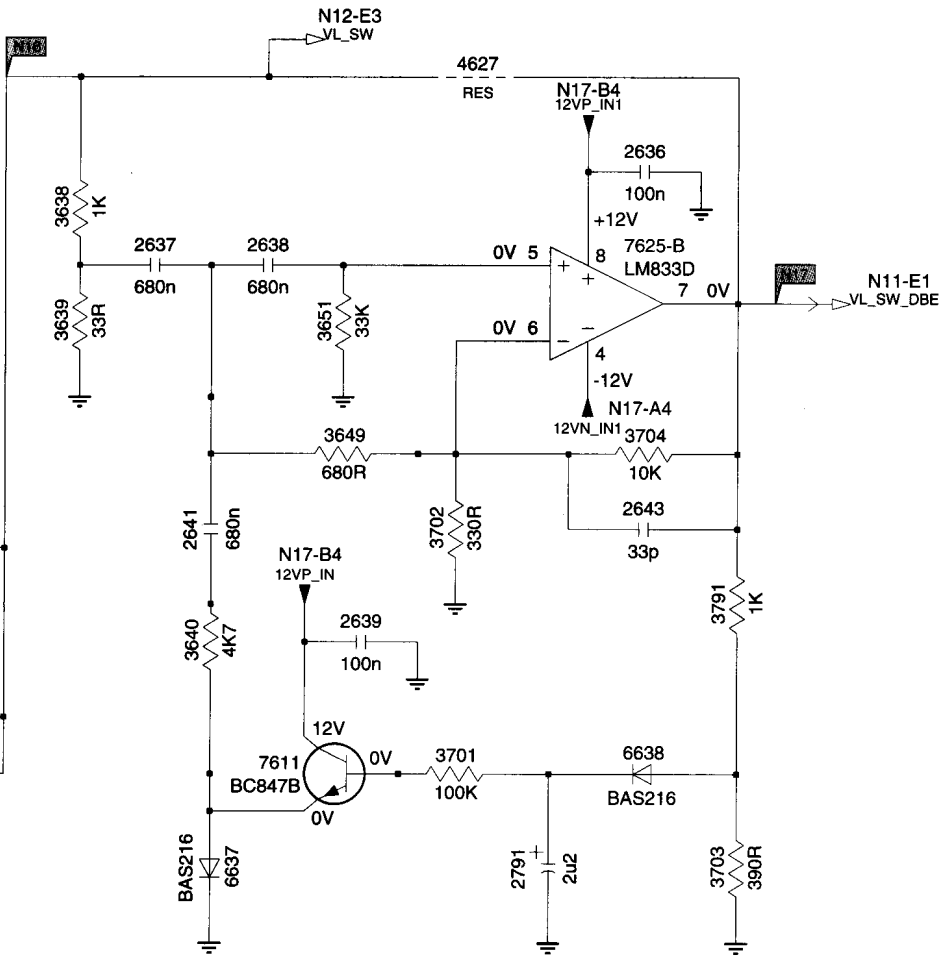 N16
N12-E3
VL_SW
4627
RES
N17-B4
12VP_IN1
2636
100n
3638
1K
+12V
2637
680n
2638
680n
0V 5
8
7625-B
LM833D
+
+
7 0V
N17
N11-E1
VL_SW_DBE
3639
33R
3651
33K
0V 6
−
−
4
-12V
N17-A4
12VN_IN1
3649
680R
3704
10K
2641
680n
3702
330R
2643
33p
N17-B4
12VP_IN
3640
4K7
2639
100n
3791
1K
12V
7611
BC847B
0V
0V
3701
100K
6638
BAS216
BAS216
6637
2791
+
2u2
3703
390R